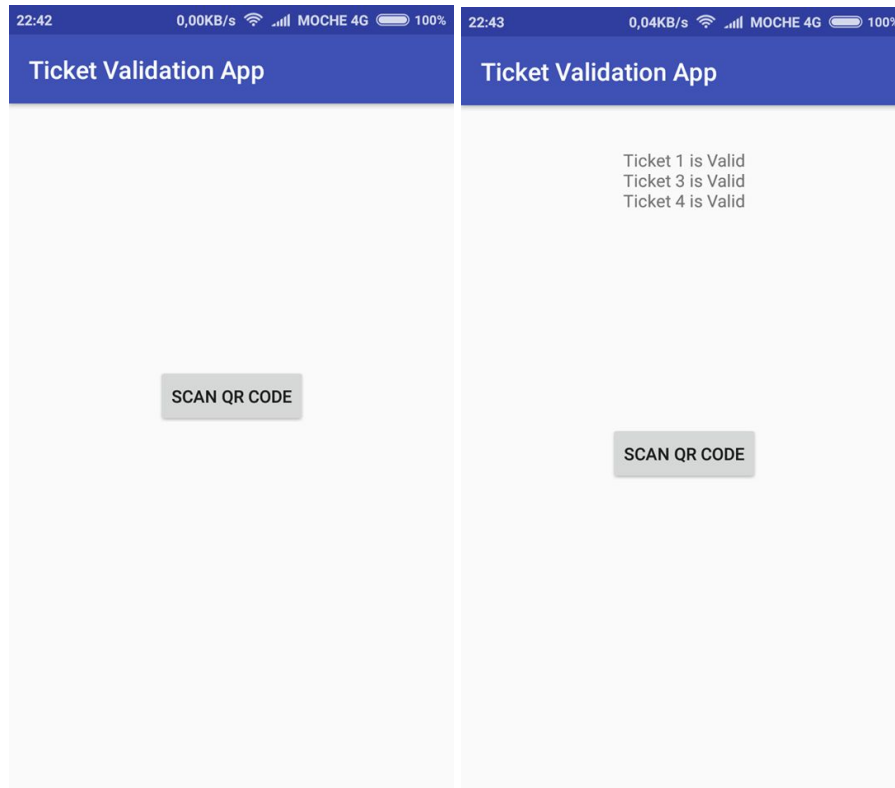 22:42 0,00KB/s MOCHE 4G 100%
Ticket Validation App
SCAN QR CODE
22:43 0,04KB/s MOCHE 4G 100%
Ticket Validation App
Ticket 1 is Valid
Ticket 3 is Valid
Ticket 4 is Valid
SCAN QR CODE